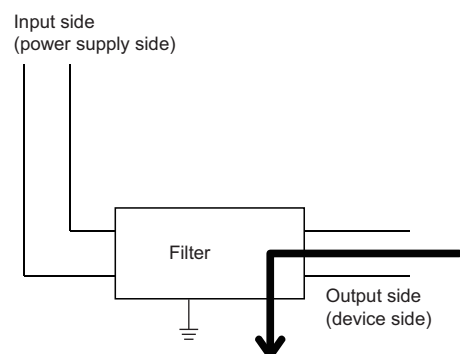 Input side
(power supply side)
Filter
Output side
(device side)